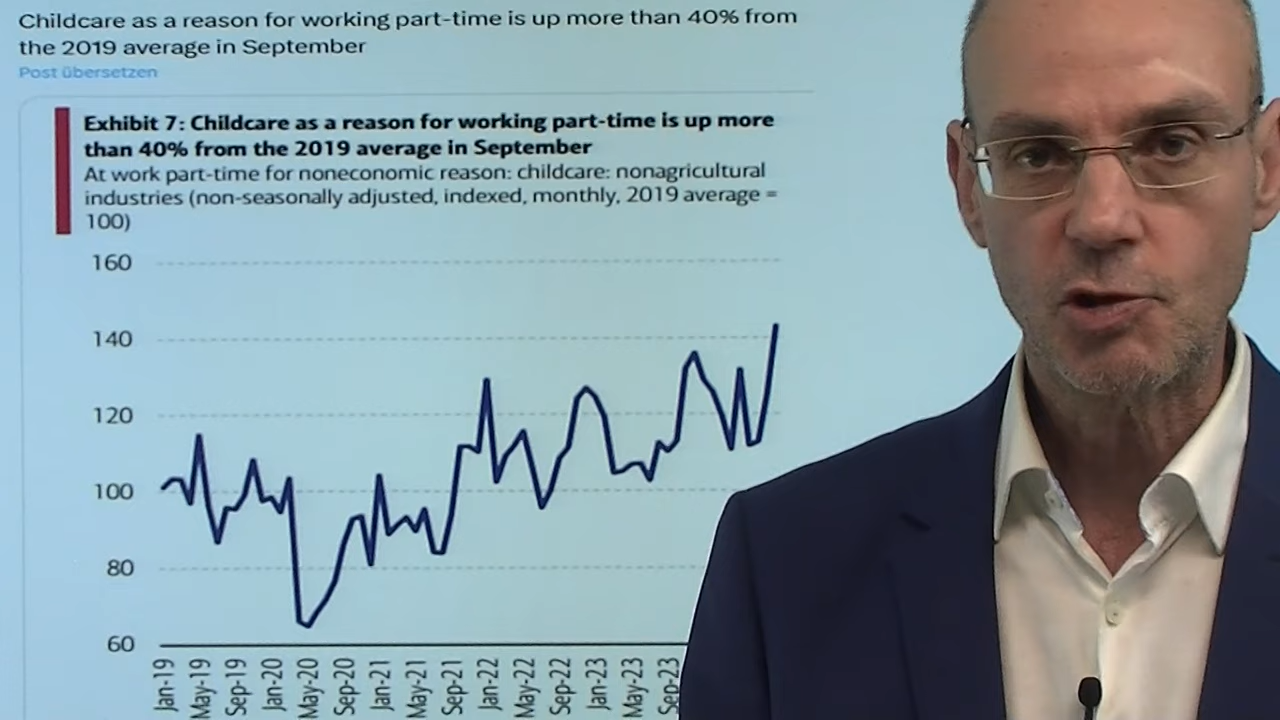 Childcare as a reason for working part-time is up more than 40% from
the 2019 average in September
Post übersetzen
Exhibit 7: Childcare as a reason for working part-time is up more
than 40% from the 2019 average in September
At work part-time for noneconomic reason: childcare: nonagricultural
industries (non-seasonally adjusted, indexed, monthly, 2019 average =
100)
160
140
120
100
80
60
Jan-19
May-19
Sep-19
Jan-20
May-20
Sep-20
Jan-21
May-21
Sep-21
Jan-22
May-22
Sep-22
Jan-23
May-23
Sep-23